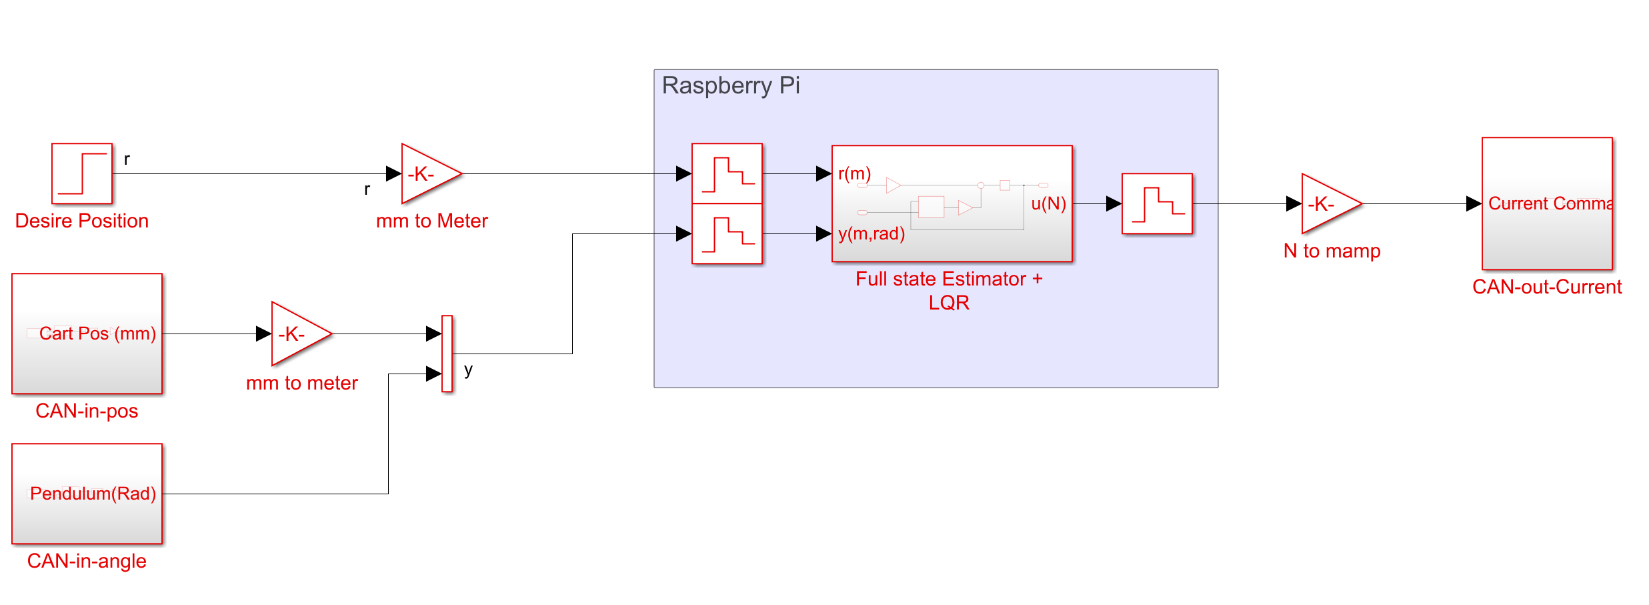 Raspberry Pi
r
r
-K-
Desire Position
mm to Meter
r(m)
u(N)
y(m,rad)
Full state Estimator +
LQR
-K-
N to mamp
Current Comma
CAN-out-Current
Cart Pos (mm)
-K-
mm to meter
y
CAN-in-pos
Pendulum(Rad)
CAN-in-angle